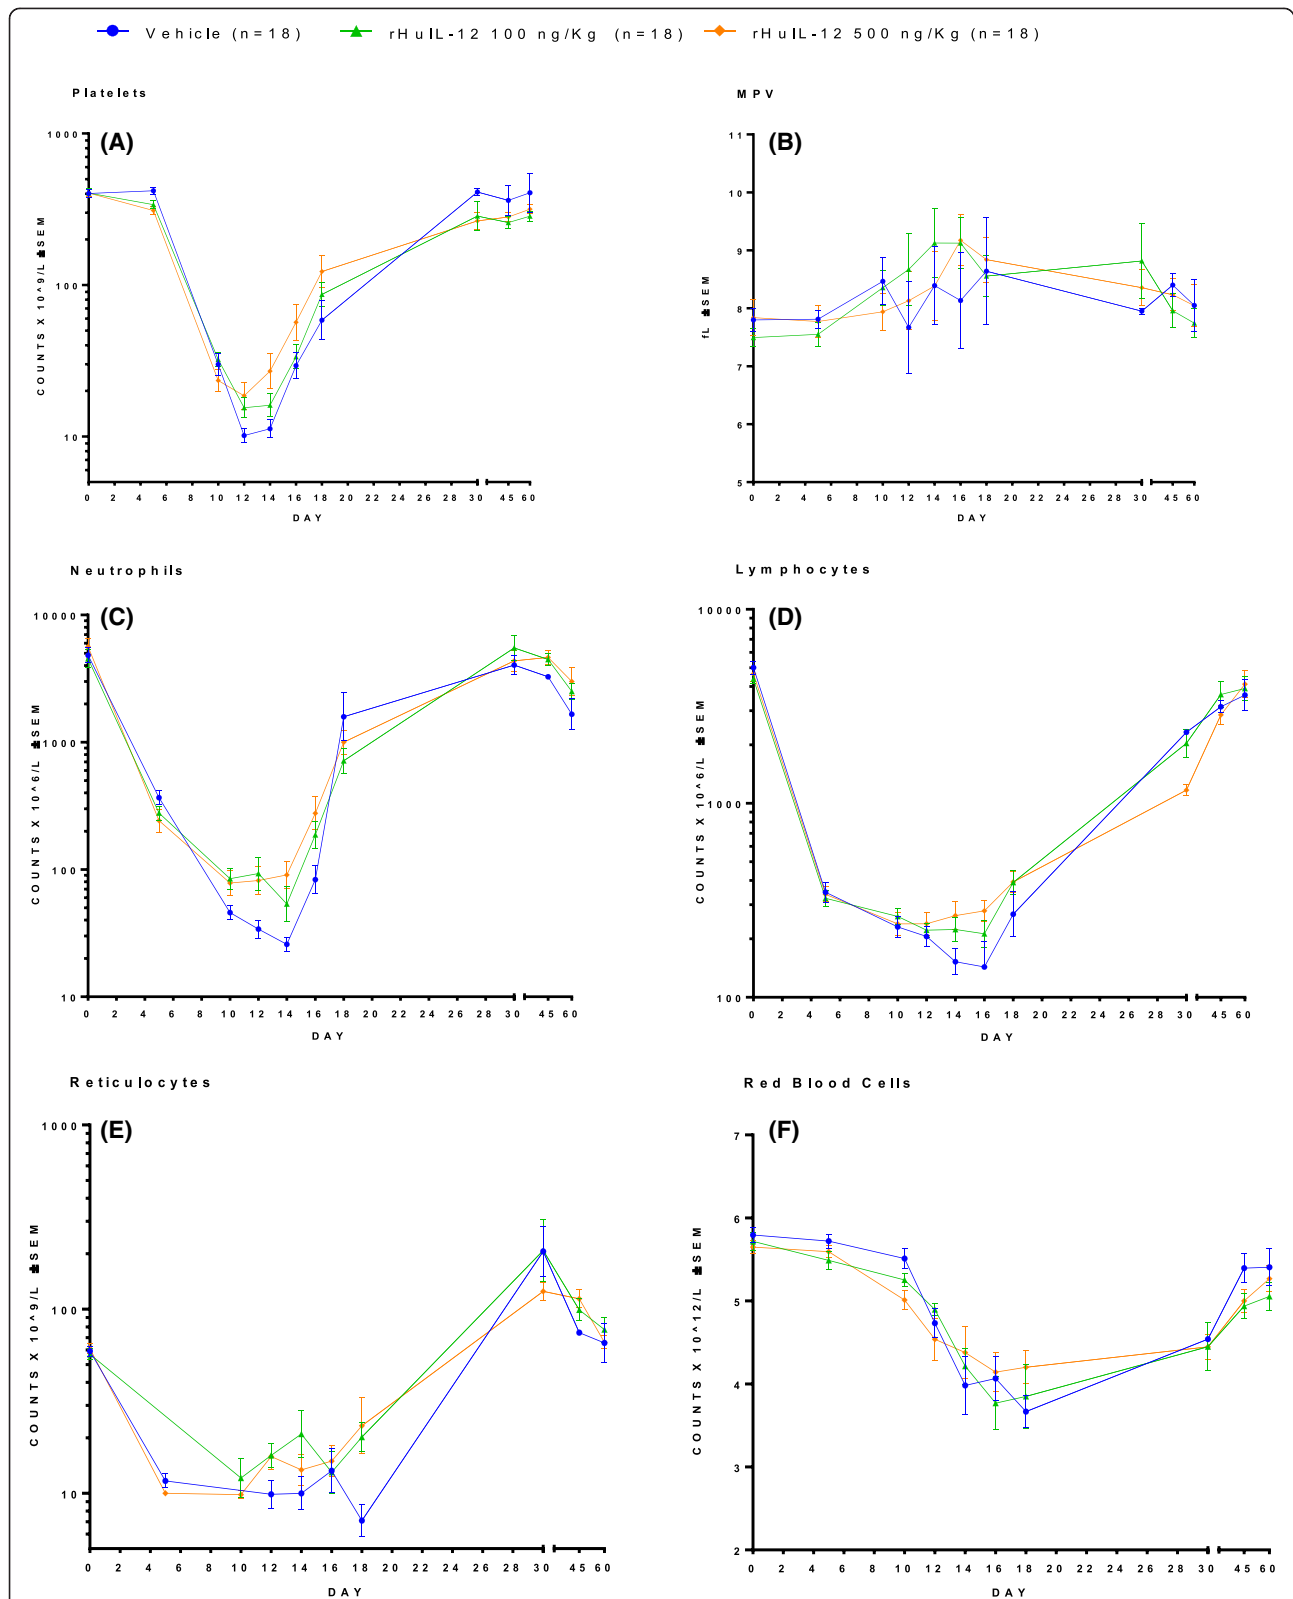 Vehicle (n=18) rHuIL-12 100 ng/Kg (n=18) rHuIL-12 500 ng/Kg (n=18)
Platelets
(A)
COUNTS X 10^9/L ±SEM
1000
100
10
0 2 4 6 8 10 12 14 16 18 20 22 24 26 28 30 45 60
DAY
MPV
(B)
fL ±SEM
11
10
9
8
7
6
5
0 2 4 6 8 10 12 14 16 18 20 22 24 26 28 30 45 60
DAY
Neutrophils
(C)
COUNTS X 10^6/L ±SEM
10000
1000
100
10
0 2 4 6 8 10 12 14 16 18 20 22 24 26 28 30 45 60
DAY
Lymphocytes
(D)
COUNTS X 10^6/L ±SEM
10000
1000
100
0 2 4 6 8 10 12 14 16 18 20 22 24 26 28 30 45 60
DAY
Reticulocytes
(E)
COUNTS X 10^9/L ±SEM
1000
100
10
0 2 4 6 8 10 12 14 16 18 20 22 24 26 28 30 45 60
DAY
Red Blood Cells
(F)
COUNTS X 10^12/L ±SEM
7
6
5
4
3
2
0 2 4 6 8 10 12 14 16 18 20 22 24 26 28 30 45 60
DAY